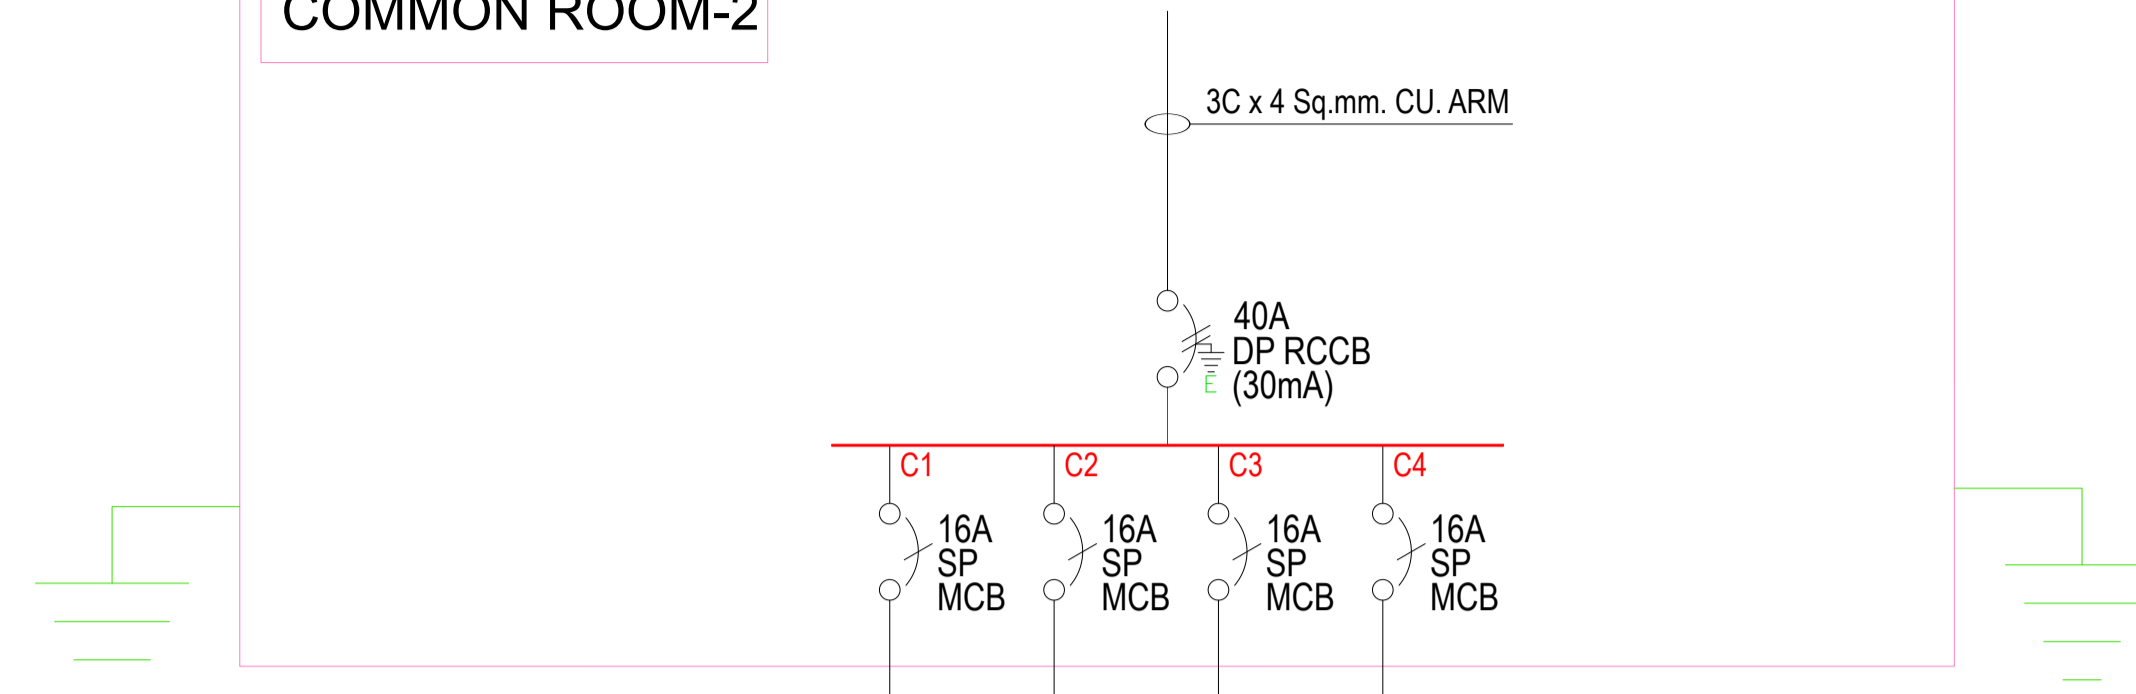 COMMON ROOM-2
3C x 4 Sq.mm. CU. ARM
40A
DP RCCB
E (30mA)
C1 C2 C3 C4
16A 16A 16A 16A
SP SP SP SP
MCB MCB MCB MCB